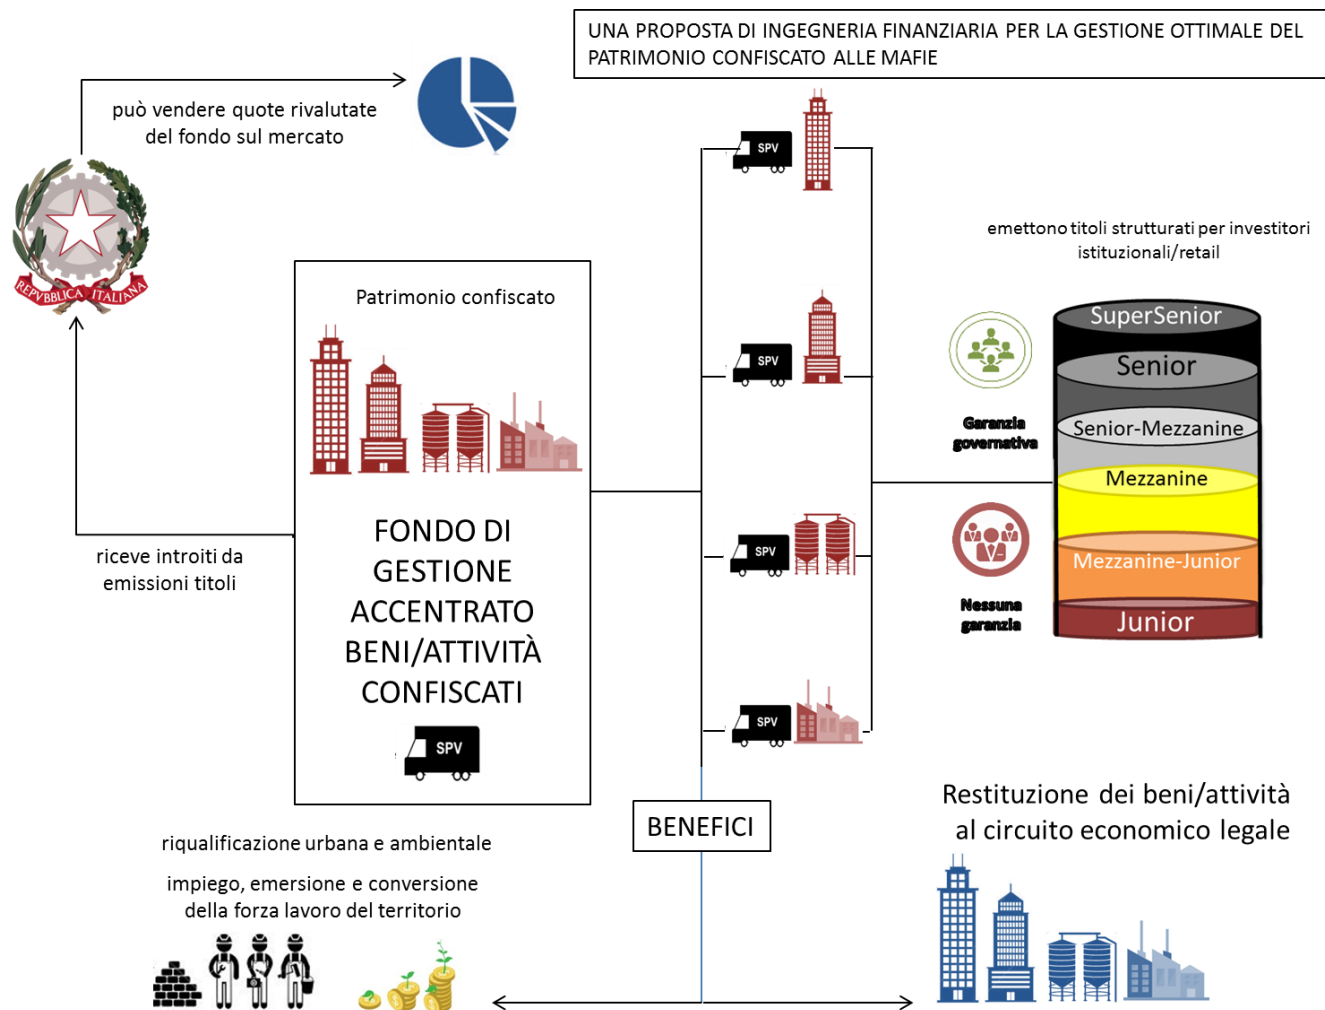 UNA PROPOSTA DI INGEGNERIA FINANZIARIA PER LA GESTIONE OTTIMALE DEL
PATRIMONIO CONFISCATO ALLE MAFIE
può vendere quote rivalutate
del fondo sul mercato
REPVBBLICA ITALIANA
Patrimonio confiscato
FONDO DI
GESTIONE
ACCENTRATO
BENI/ATTIVITÀ
CONFISCATI
SPV
riceve introiti da
emissioni titoli
SPV
SPV
SPV
SPV
emettono titoli strutturati per investitori
istituzionali/retail
Garanzia
governativa
Nessuna
garanzia
SuperSenior
Senior
Senior-Mezzanine
Mezzanine
Mezzanine-Junior
Junior
BENEFICI
riqualificazione urbana e ambientale
impiego, emersione e conversione
della forza lavoro del territorio
Restituzione dei beni/attività
al circuito economico legale